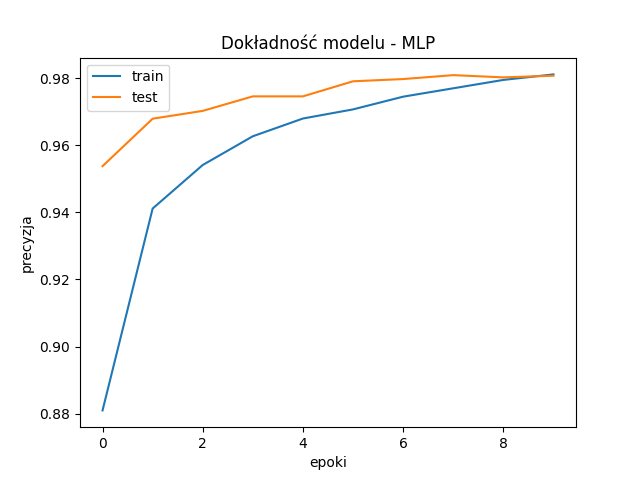 Dokładność modelu - MLP
train
test
0.98
0.96
0.94
0.92
0.90
0.88
precyzja
0 2 4 6 8
epoki